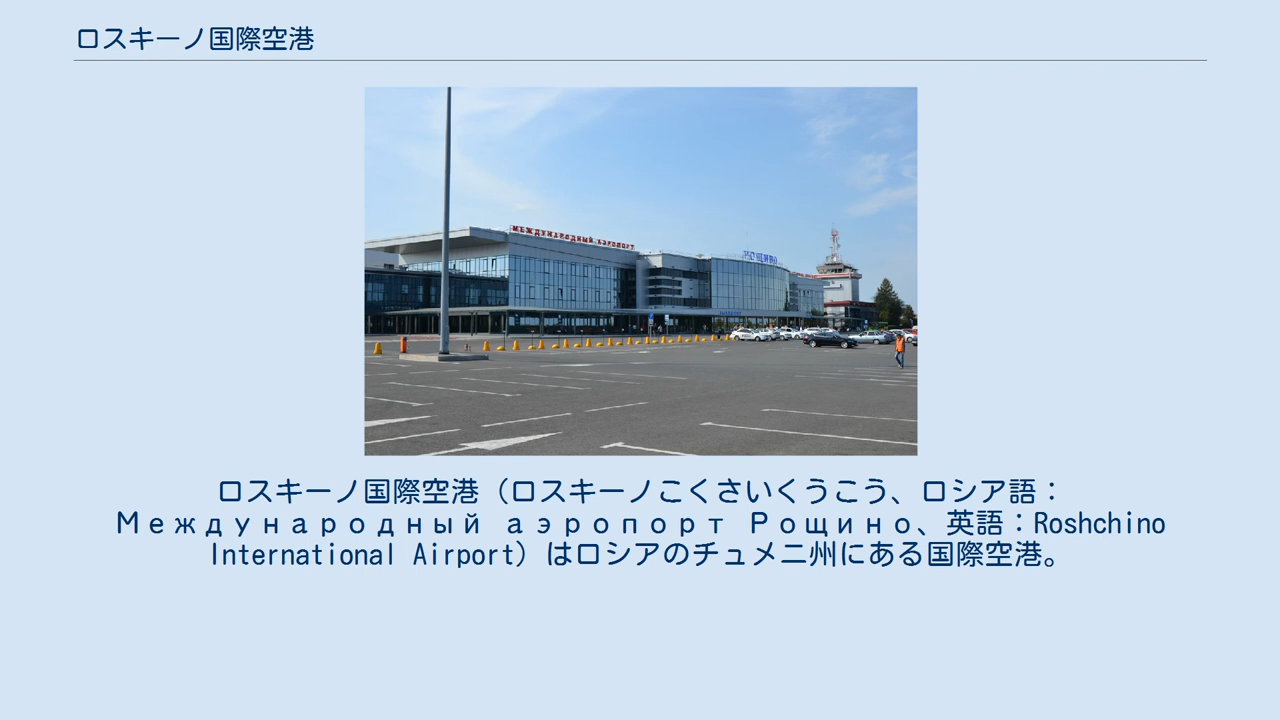 ロスキーノ国際空港
МЕЖДУНАРОДНЫЙ АЭРОПОРТ
РОЩИНО
ロスキーノ国際空港（ロスキーノこくさいくうこう、ロシア語：
Международный аэропорт Рощино、英語：Roshchino
International Airport）はロシアのチュメニ州にある国際空港。